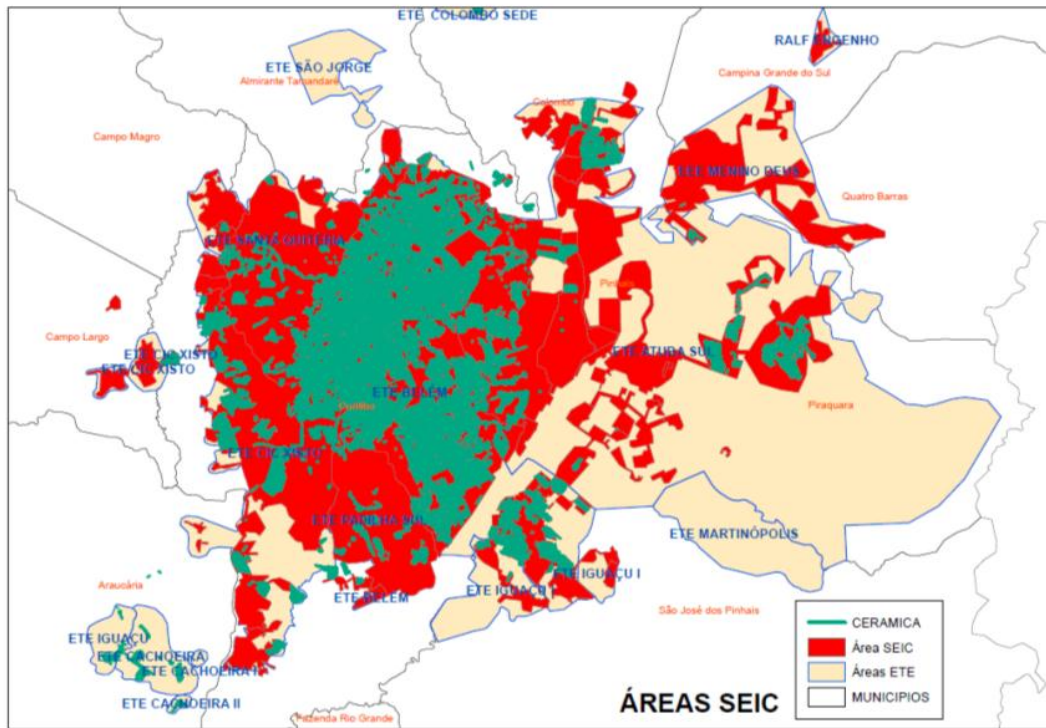 ETE COLOMBO SEDE
RALF ENGENHO
ETE SÃO JORGE
Almirante Tamandaré
Campina Grande do Sul
Colombo
Campo Magro
ETE MENINO DEUS
Quatro Barras
ETE SANTA QUITÉRIA
Pinhais
Campo Largo
ETE CIC XISTO
ETE CIC XISTO
ETE ATUBA SUL
ETE BELÉM
Curitiba
Piraquara
ETE CIC XISTO
ETE PADILHA SUL
ETE MARTINÓPOLIS
ETE IGUAÇU I
Araucária
ETE IGUAÇU I
ETE BELÉM
São José dos Pinhais
ETE IGUAÇU
ETE CACHOEIRA
ETE CACHOEIRA I
ETE CACHOEIRA II
Fazenda Rio Grande
ÁREAS SEIC
CERAMICA
Área SEIC
Áreas ETE
MUNICIPIOS